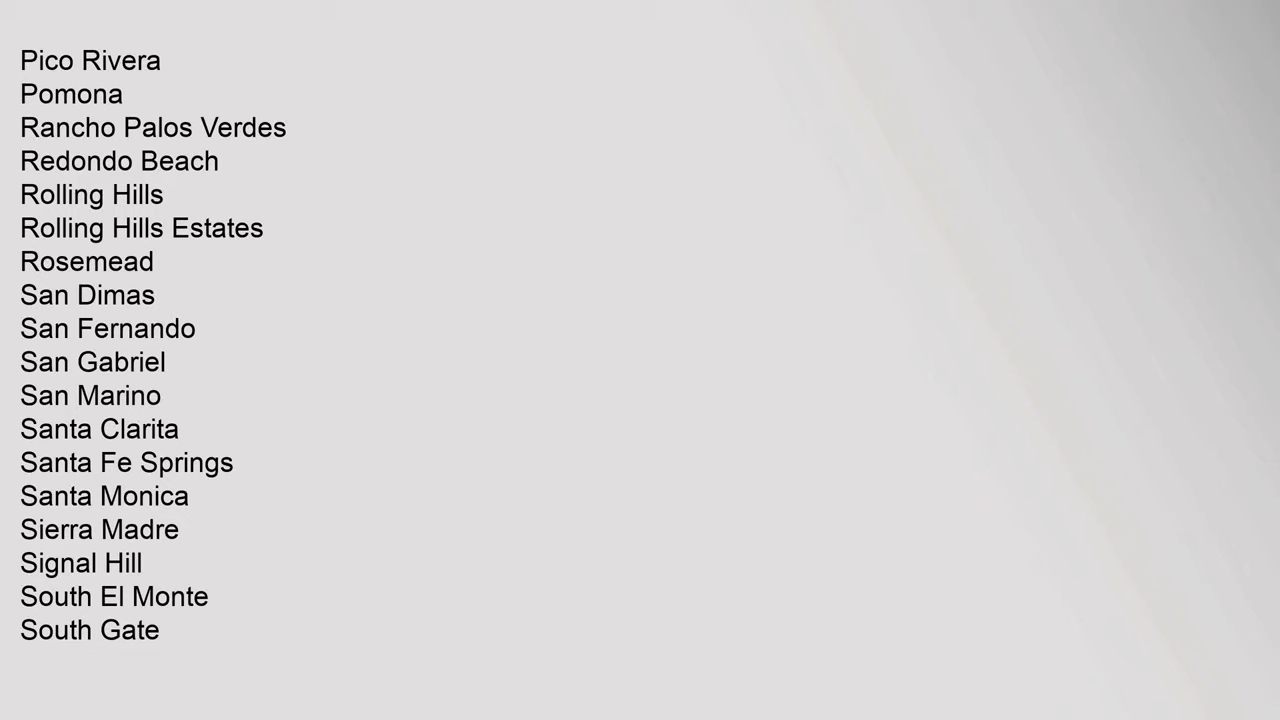 Pico Rivera
Pomona
Rancho Palos Verdes
Redondo Beach
Rolling Hills
Rolling Hills Estates
Rosemead
San Dimas
San Fernando
San Gabriel
San Marino
Santa Clarita
Santa Fe Springs
Santa Monica
Sierra Madre
Signal Hill
South El Monte
South Gate